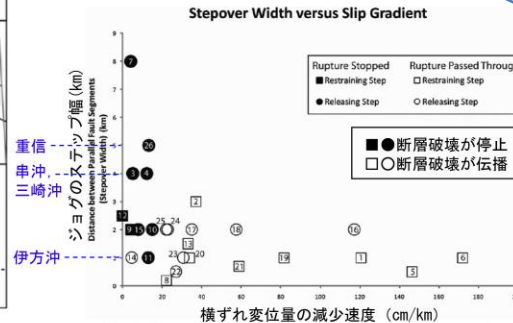 Stepover Width versus Slip Gradient
Rupture Stopped
Rupture Passed Throug
Restraining Step
Restraining Step
Releasing Step
Releasing Step
■●断層破壊が停止
□○断層破壊が伝播
重信
串沖,
三崎沖
伊方沖
ジョグのステップ幅(km)
Distance between Parallel Fault Segments
(Stepover Width) (km)
9
8
7
6
5
4
3
2
1
0
7
26
3
4
2
12
9
15
10
25
24
17
18
16
13
14
11
23
20
22
21
19
1
5
6
8
0
20
40
60
80
100
120
140
160
180
200
cm/km
横ずれ変位量の減少速度 (cm/km)